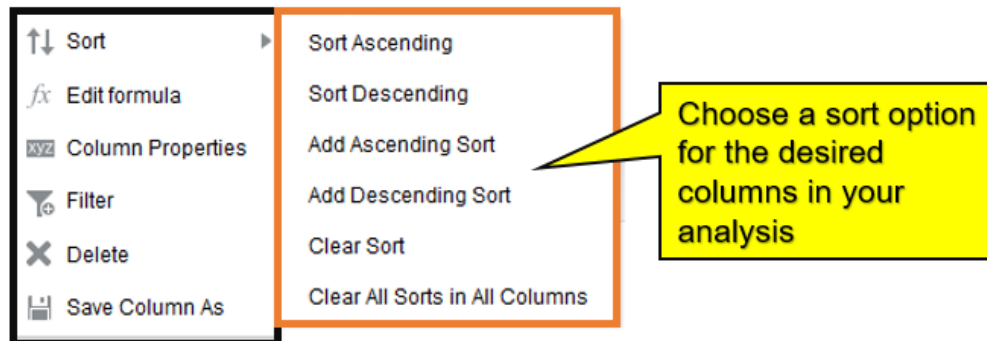 Sort
Edit formula
Column Properties
Filter
Delete
Save Column As
Sort Ascending
Sort Descending
Add Ascending Sort
Add Descending Sort
Clear Sort
Clear All Sorts in All Columns
Choose a sort option
for the desired
columns in your
analysis